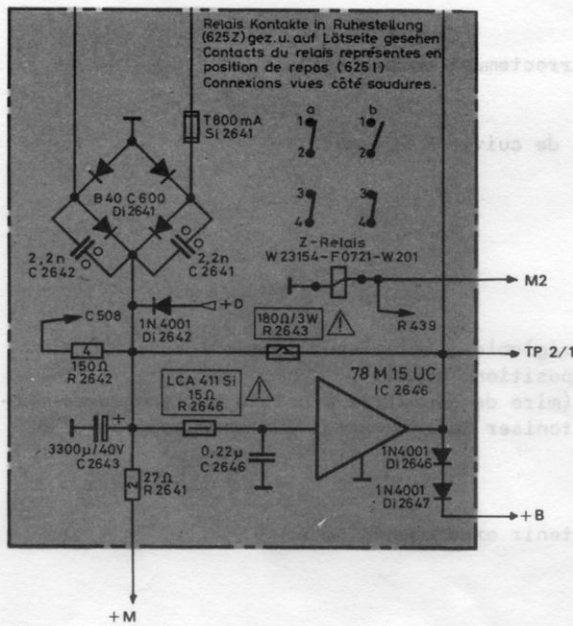 Relais Kontakte in Ruhestellung
(625Z) gez. u. auf Lötseite gesehen
Contacts du relais représentes en
position de repos (625I)
Connexions vues côté soudures.
a b
1 1
2 2
3 3
4 4
T800mA
Si 2641
B 40 C 600
Di 2641
2,2n
C 2642
2,2n
C 2641
Z-Relais
W 23154-F0721-W201
M2
+D
1N 4001
Di 2642
C 508
180Ω/3W
R 2643
R 439
TP 2/1
4
150Ω
R 2642
LCA 411 Si
15Ω
R 2646
78 M 15 UC
IC 2646
+
3300µ/40V
C 2643
0,22µ
C 2646
2
27Ω
R 2641
1N4001
Di 2646
1N4001
Di 2647
+B
+M